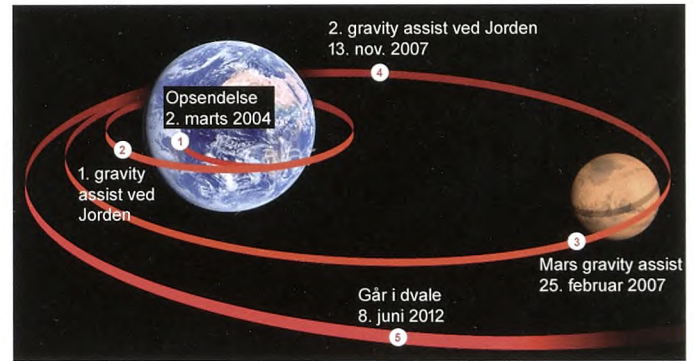 2. gravity assist ved Jorden
13. nov. 2007
4
Opsendelse
2. marts 2004
1
2
1. gravity
assist ved
Jorden
3
Mars gravity assist
25. februar 2007
Går i dvale
8. juni 2012
5